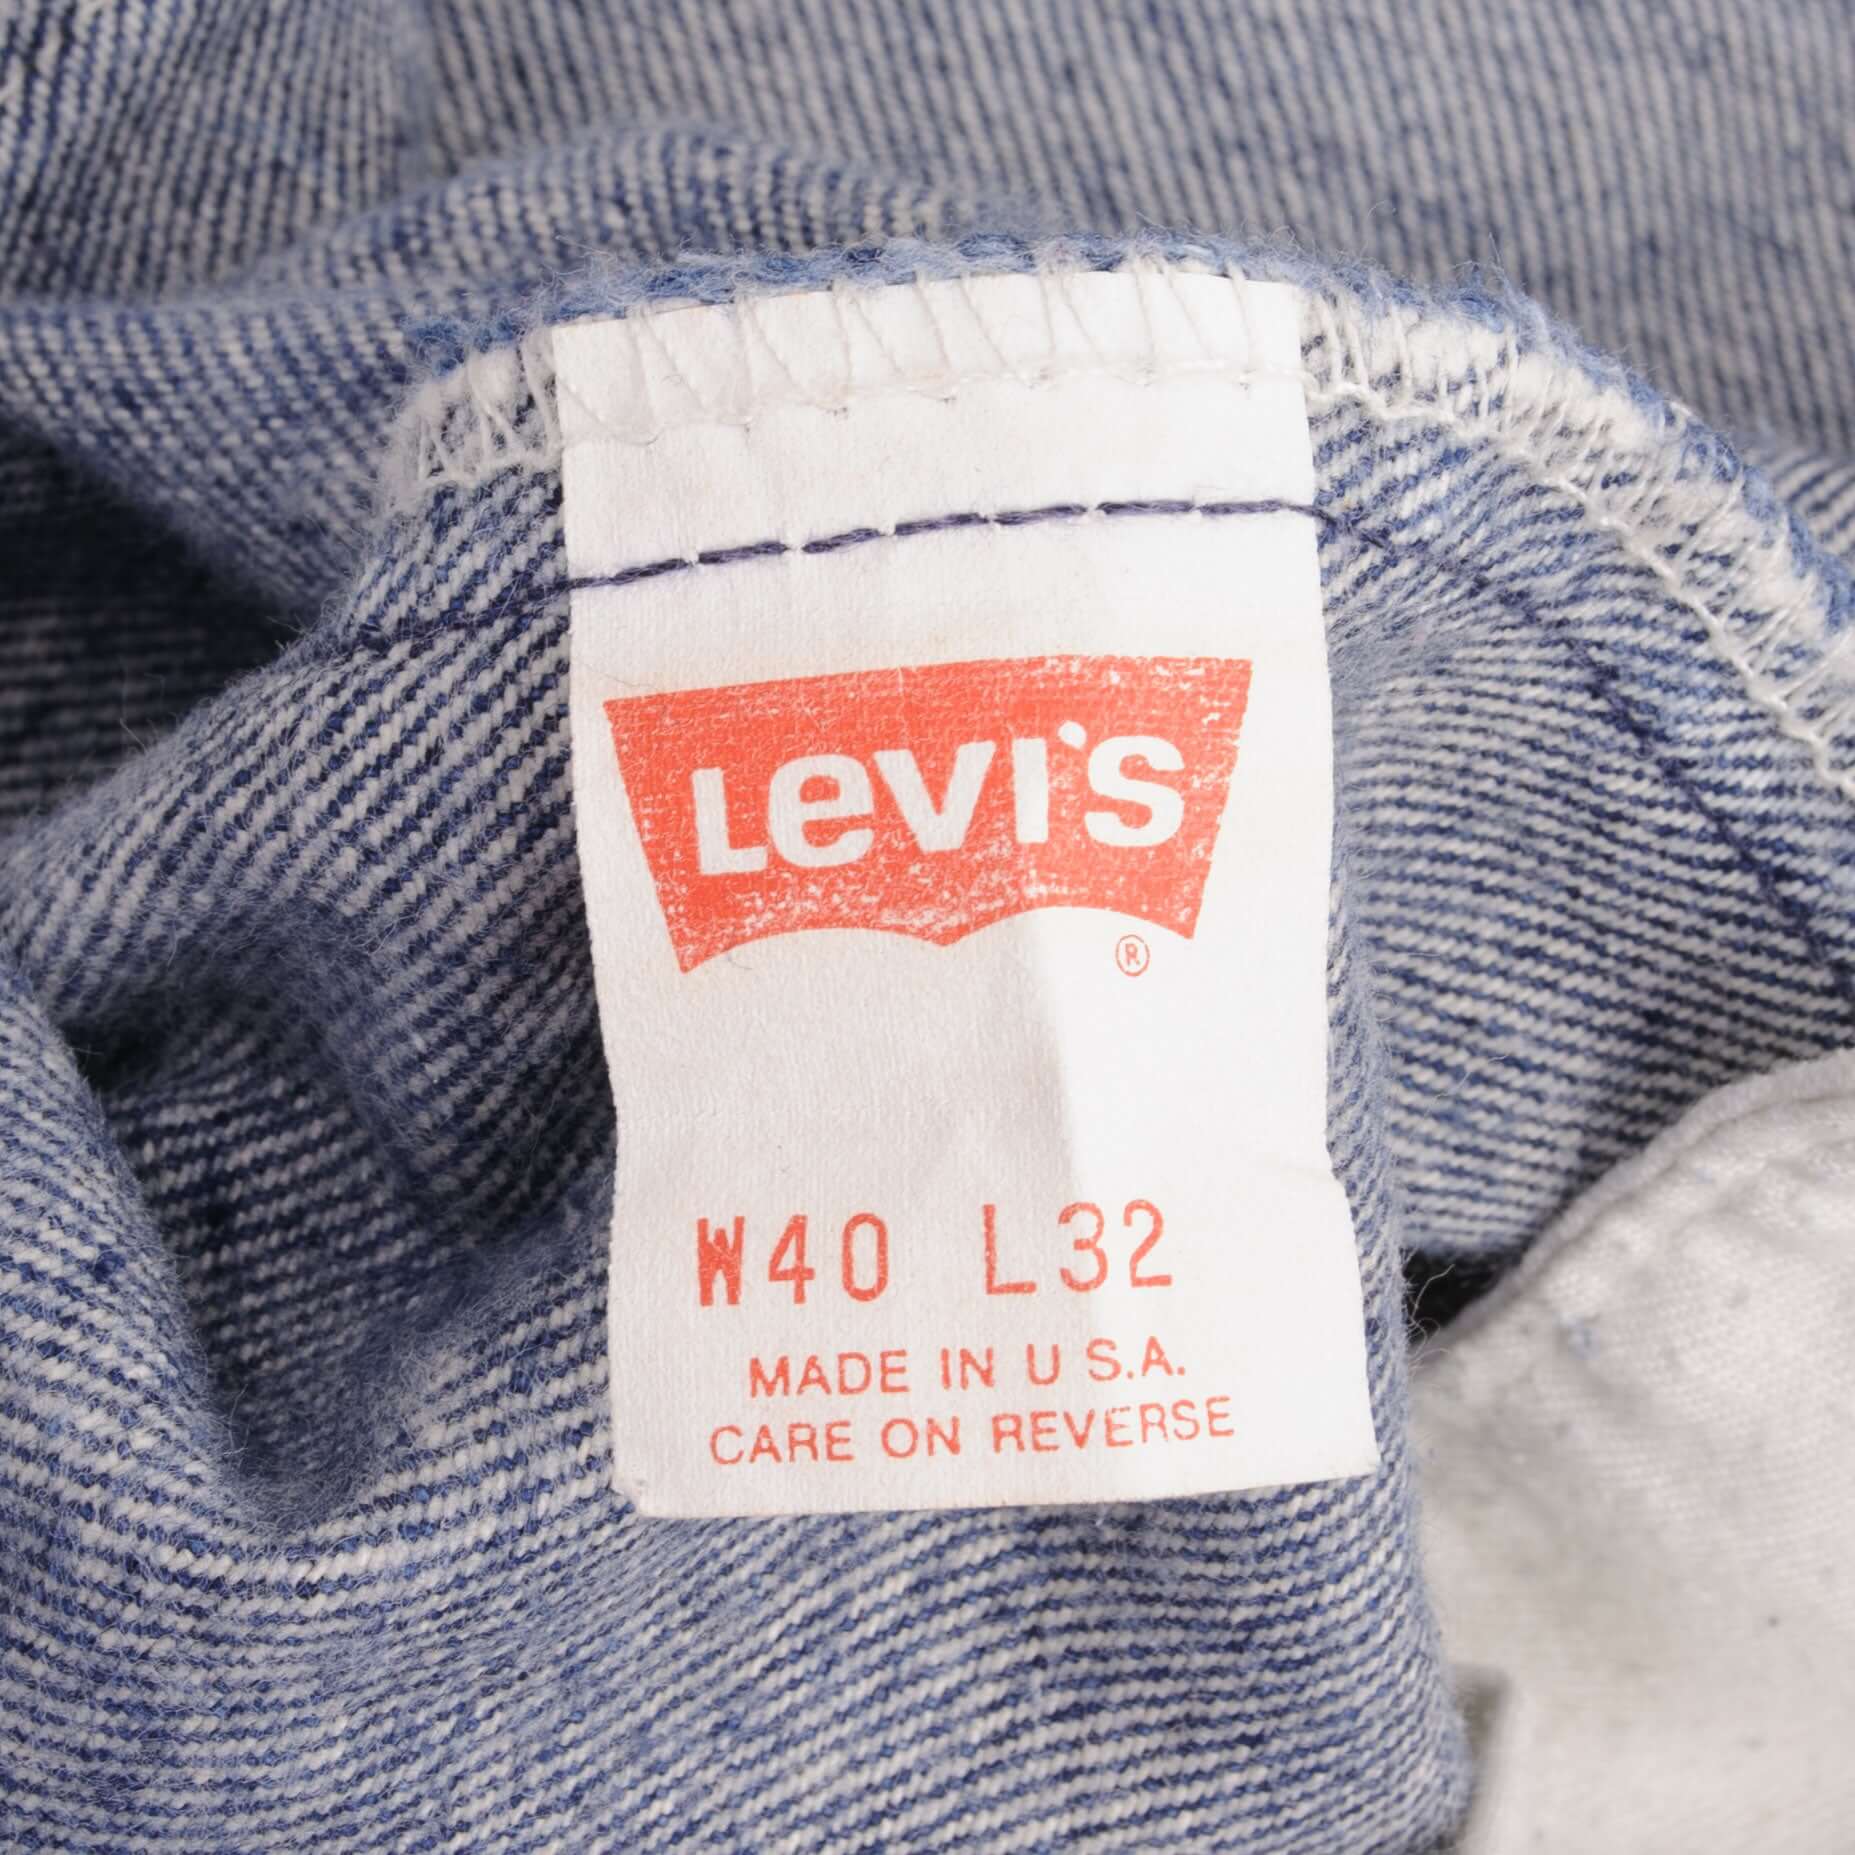 Levi's
®
W40 L32
MADE IN U S.A.
CARE ON REVERSE